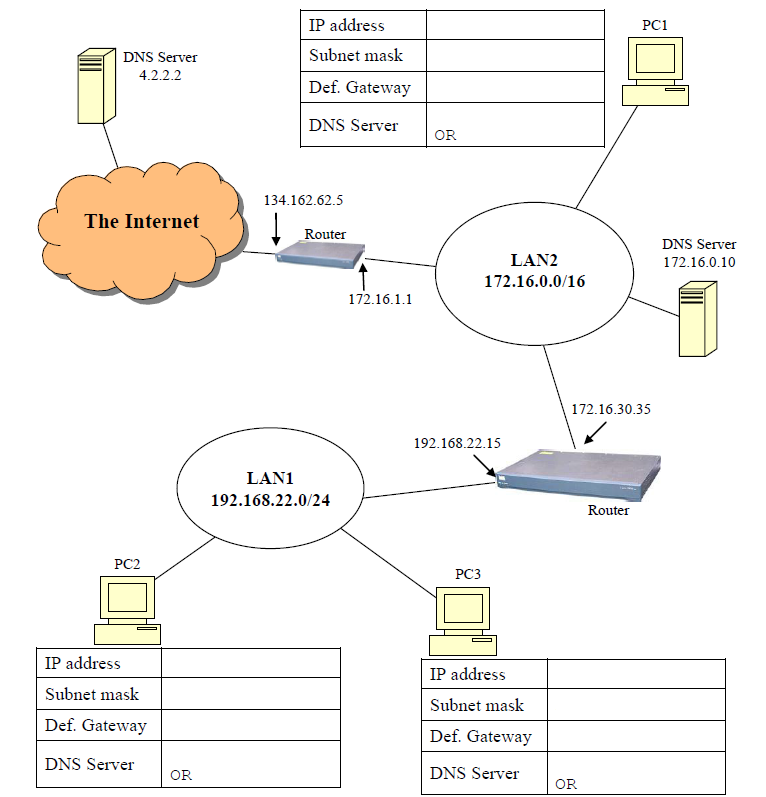 IP address
Subnet mask
Def. Gateway
DNS Server
OR
PC1
DNS Server
4.2.2.2
The Internet
134.162.62.5
Router
172.16.1.1
LAN2
172.16.0.0/16
DNS Server
172.16.0.10
172.16.30.35
192.168.22.15
Router
LAN1
192.168.22.0/24
PC2
IP address
Subnet mask
Def. Gateway
DNS Server
OR
PC3
IP address
Subnet mask
Def. Gateway
DNS Server
OR